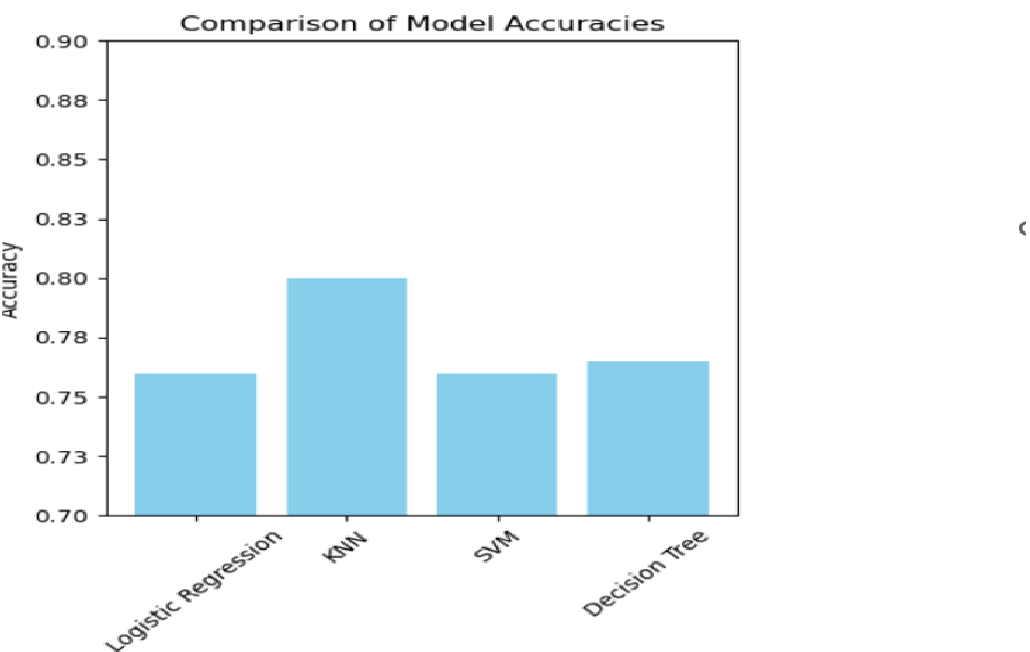 Comparison of Model Accuracies
0.90
0.88
0.85
0.83
0.80
0.78
0.75
0.73
0.70
Accuracy
Logistic Regression
KNN
SVM
Decision Tree